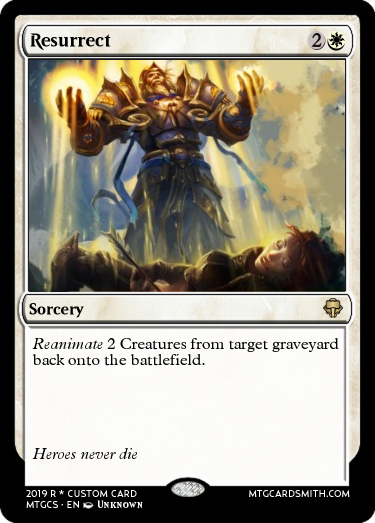 Resurrect 2
Sorcery
Reanimate 2 Creatures from target graveyard
back onto the battlefield.
Heroes never die
2019 R * CUSTOM CARD
MTGCS · EN Unknown
MTGCARDSMITH.COM